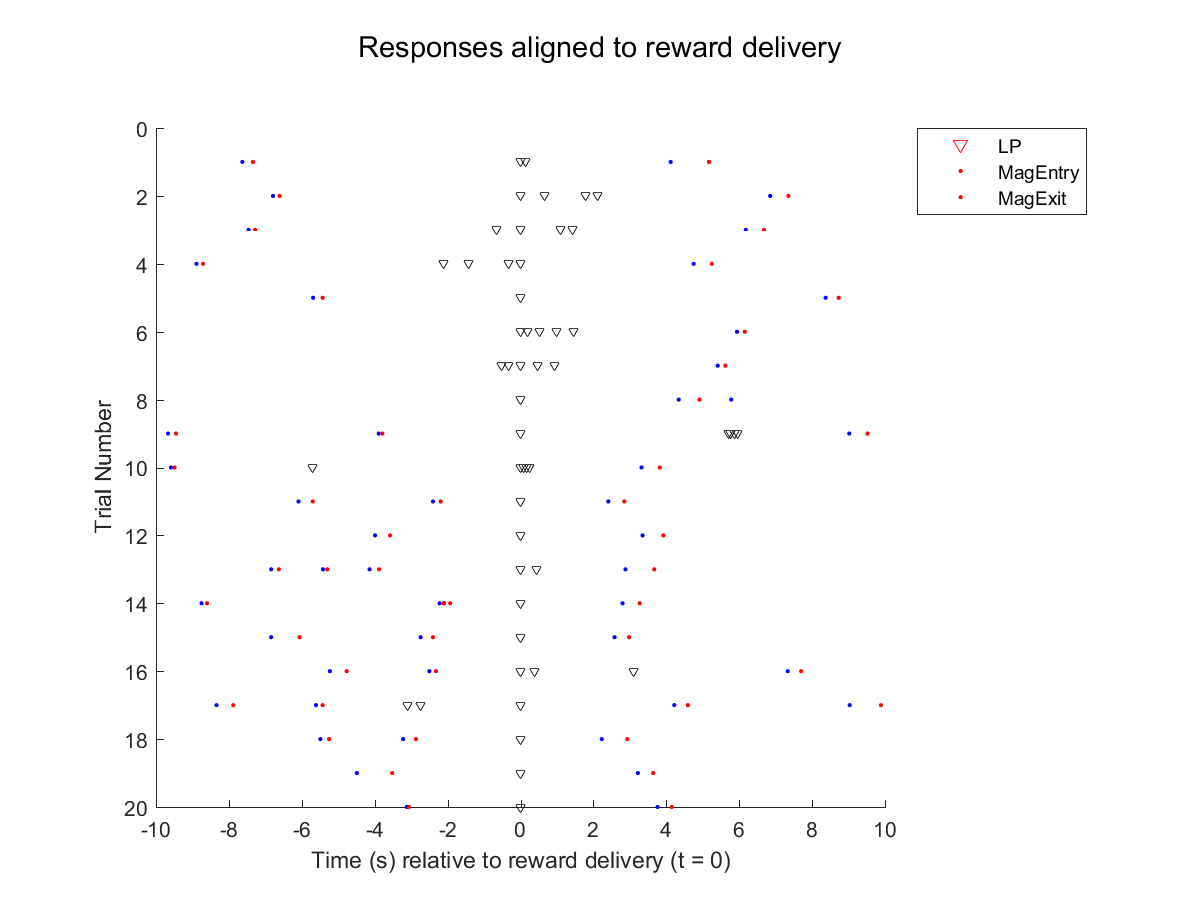 Responses aligned to reward delivery
LP
MagEntry
MagExit
0
2
4
6
8
10
12
14
16
18
20
Trial Number
-10 -8 -6 -4 -2 0 2 4 6 8 10
Time (s) relative to reward delivery (t = 0)